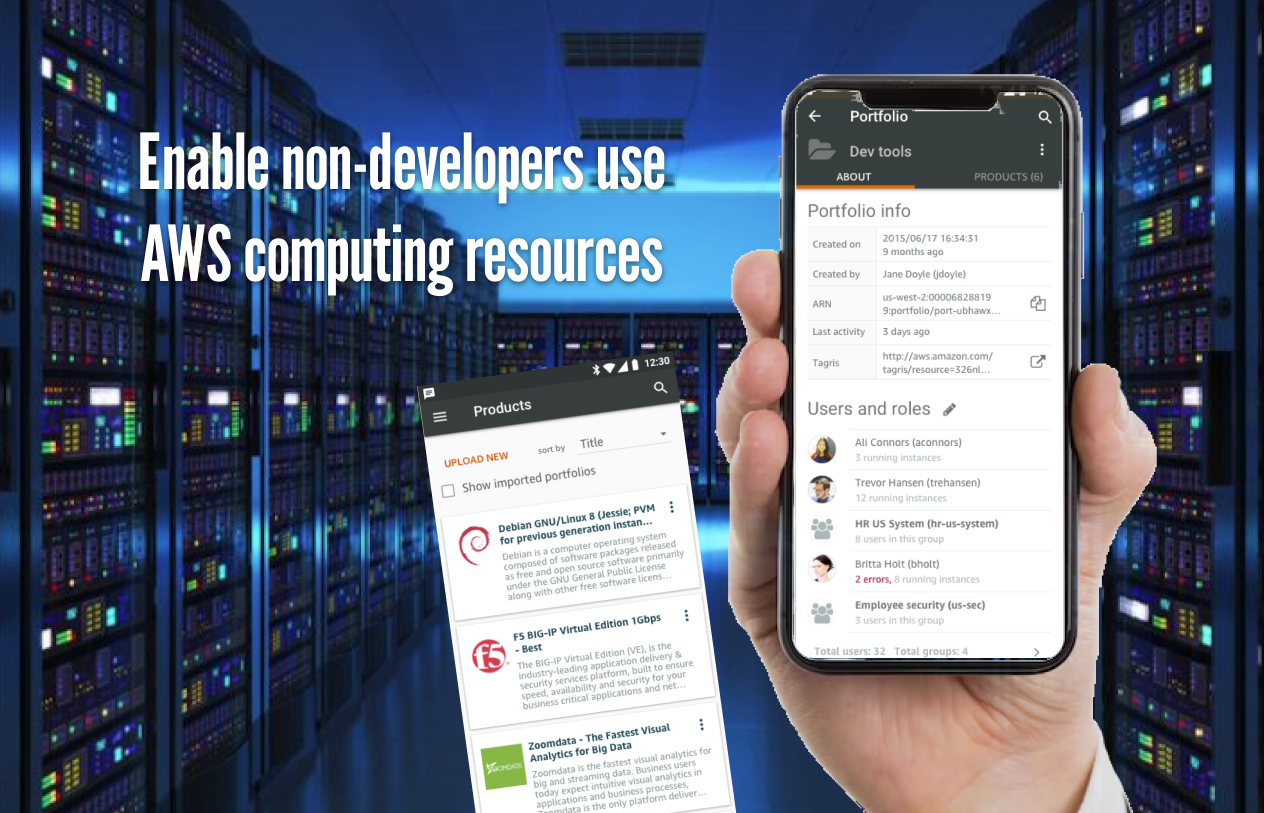 Enable non-developers use
AWS computing resources
12:30
Products
UPLOAD NEW
sort by
Title
Show imported portfolios
Debian GNU/Linux 8 (Jessie; PVM
for previous generation instan...
Debian is a computer operating system
composed of software packages released
as free and open source software primarily
under the GNU General Public License
along with other free software licens...
f5
F5 BIG-IP Virtual Edition 1Gbps
- Best
The BIG-IP Virtual Edition (VE), is the
industry-leading application delivery &
security services platform, built to ensure
speed, availability and security for your
business critical applications and net...
ZOOMDATA
Zoomdata - The Fastest Visual
Analytics for Big Data
Zoomdata is the fastest visual analytics for
big and streaming data. Business users
today expect intuitive visual analytics in
applications and business processes,
Zoomdata is the only platform deliver...
Portfolio
Dev tools
ABOUT
PRODUCTS (6)
Portfolio info
Created on
2015/06/17 16:34:31
9 months ago
Created by
Jane Doyle (jdoyle)
ARN
us-west-2:00006828819
9:portfolio/port-ubhawx...
Last activity
3 days ago
Tagris
http://aws.amazon.com/
tagris/resource=326nl...
Users and roles
Ali Connors (aconnors)
3 running instances
Trevor Hansen (trehansen)
12 running instances
HR US System (hr-us-system)
8 users in this group
Britta Holt (bholt)
2 errors, 8 running instances
Employee security (us-sec)
3 users in this group
Total users: 32 Total groups: 4